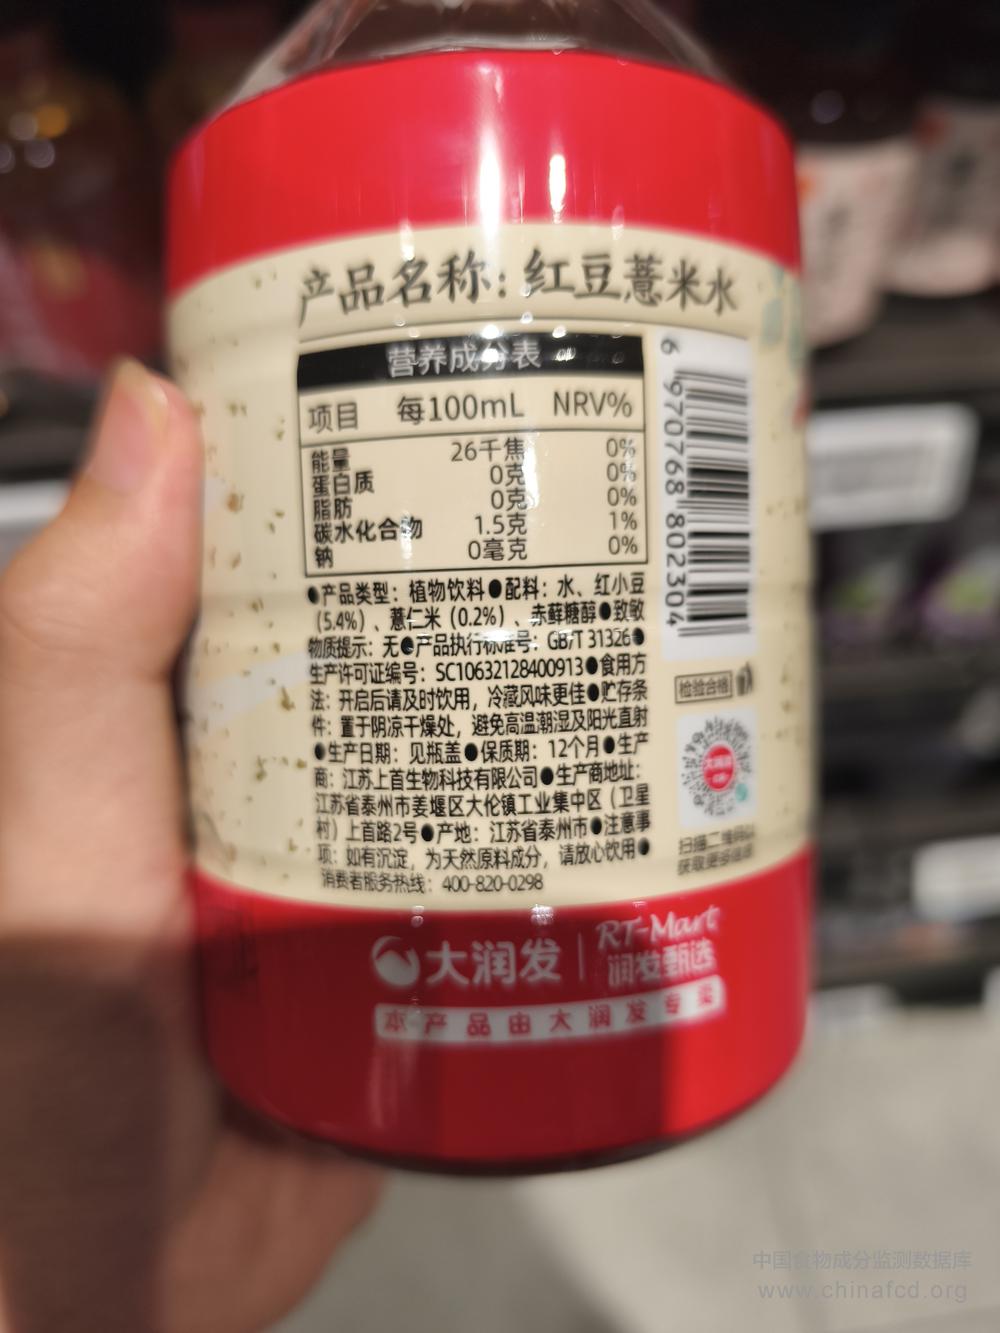 产品名称：红豆薏米水
营养成分表
项目 每100mL NRV%
能量 26千焦 0%
蛋白质 0克 0%
脂肪 0克 0%
碳水化合物 1.5克 1%
钠 0毫克 0%
●产品类型：植物饮料●配料：水、红小豆
（5.4%）、薏仁米（0.2%）、赤藓糖醇●致敏
物质提示：无●产品执行标准号：GB/T 31326●
生产许可证编号：SC10632128400913●食用方
法：开启后请及时饮用，冷藏风味更佳●贮存条
件：置于阴凉干燥处，避免高温潮湿及阳光直射
●生产日期：见瓶盖●保质期：12个月●生产
商：江苏上首生物科技有限公司●生产商地址：
江苏省泰州市姜堰区大伦镇工业集中区（卫星
村）上首路2号●产地：江苏省泰州市●注意事
项：如有沉淀，为天然原料成分，请放心饮用●
消费者服务热线：400-820-0298
6 970768 802304
检验合格
大润发
扫描二维码
大润发
RT-Mart
润发甄选
本产品由大润发专卖
中国食物成分监测数据库
www.chinafcd.org